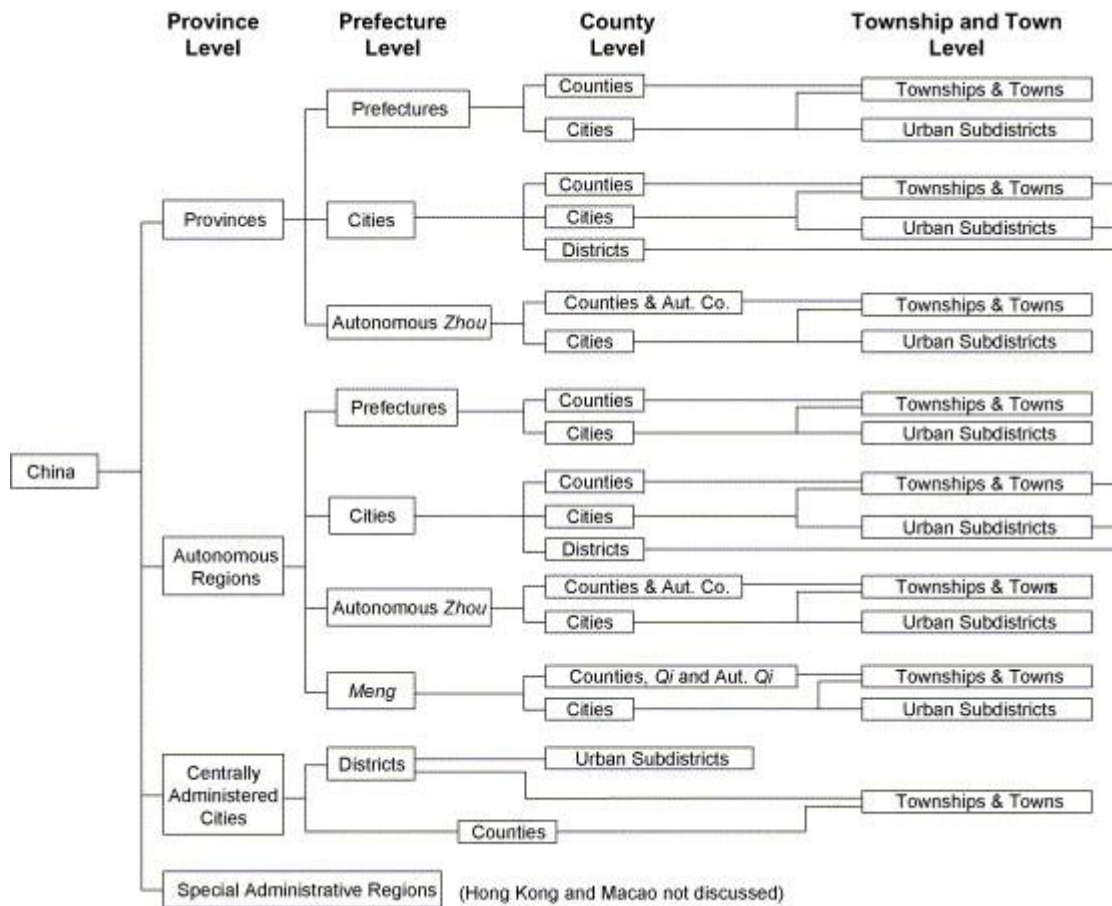 Province Level
Prefecture Level
County Level
Township and Town Level
Counties
Townships & Towns
Prefectures
Cities
Urban Subdistricts
Counties
Townships & Towns
Provinces
Cities
Cities
Urban Subdistricts
Districts
Counties & Aut. Co.
Townships & Towns
Autonomous Zhou
Cities
Urban Subdistricts
Prefectures
Counties
Townships & Towns
Cities
Urban Subdistricts
China
Counties
Townships & Towns
Cities
Cities
Urban Subdistricts
Autonomous
Regions
Districts
Counties & Aut. Co.
Townships & Towns
Autonomous Zhou
Cities
Urban Subdistricts
Counties, Qi and Aut. Qi
Townships & Towns
Meng
Cities
Urban Subdistricts
Centrally
Administered
Cities
Districts
Urban Subdistricts
Townships & Towns
Counties
Special Administrative Regions
(Hong Kong and Macao not discussed)